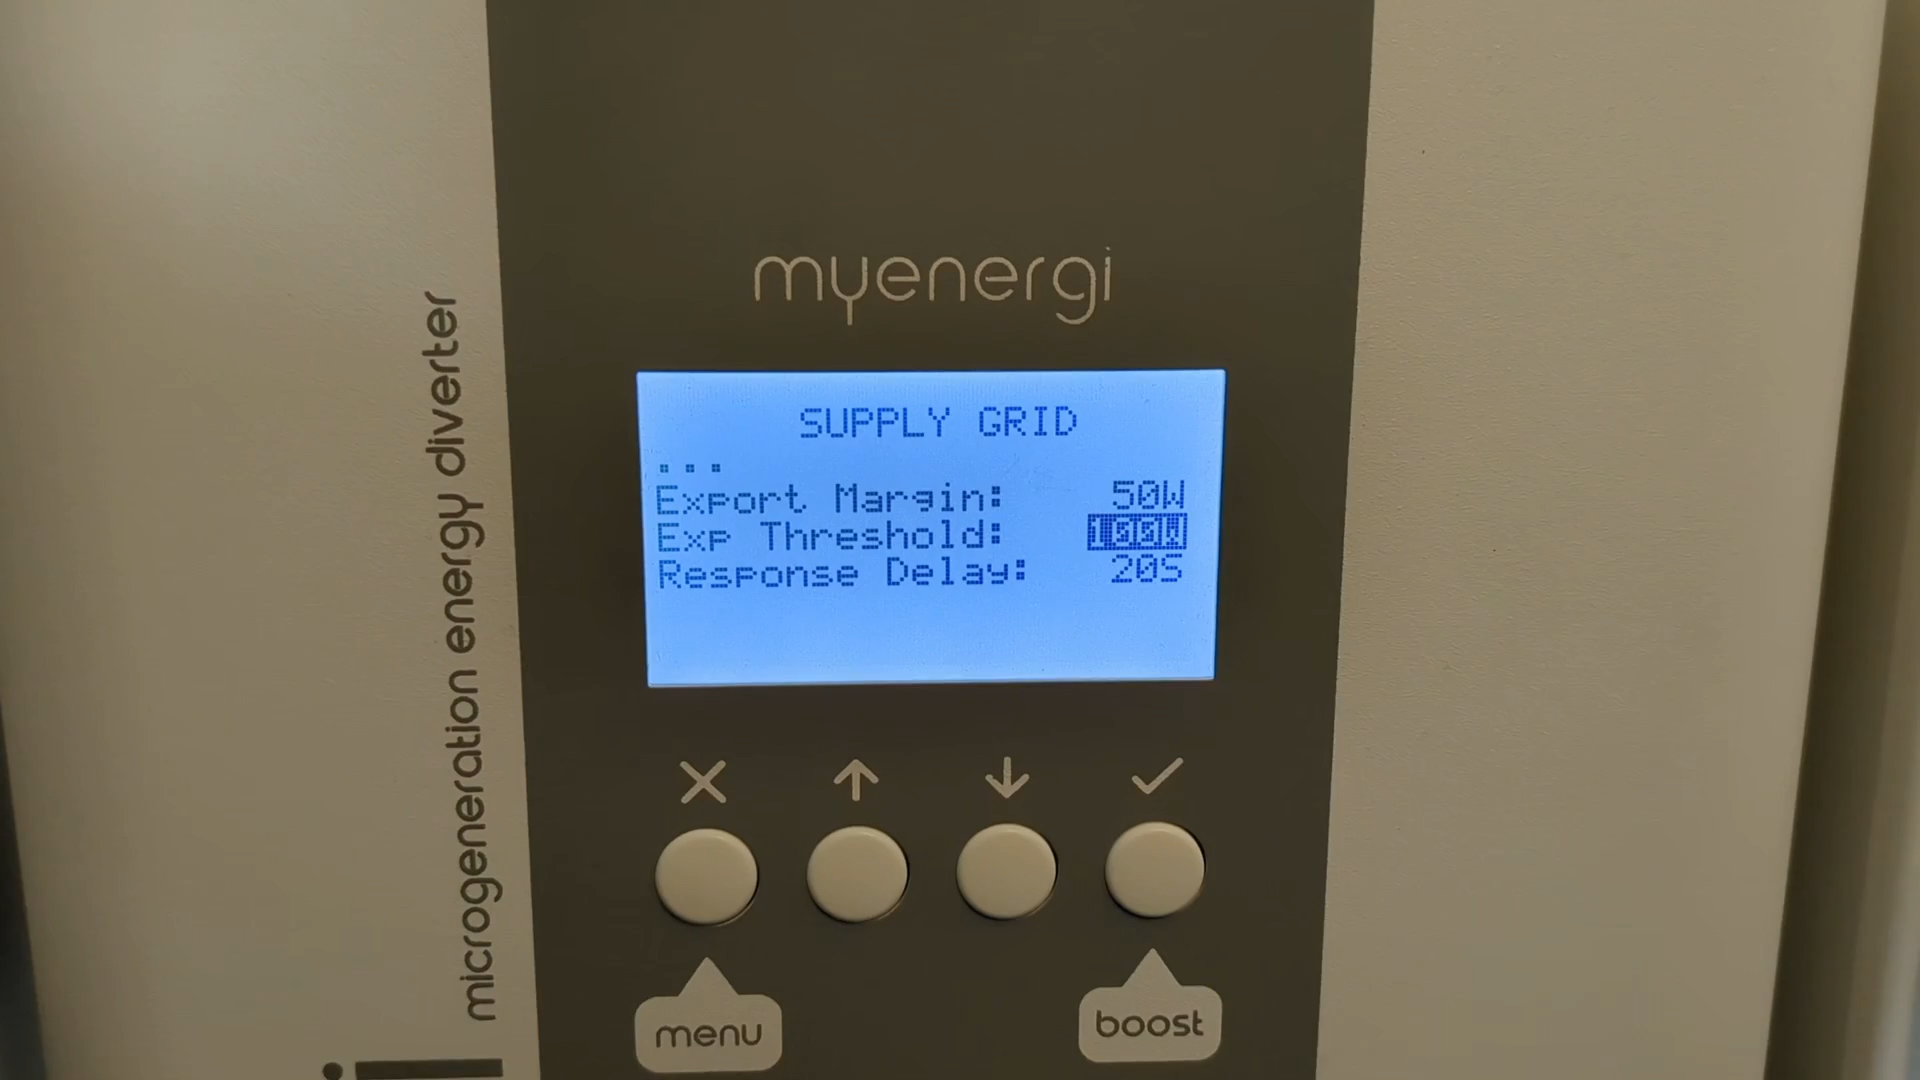 myenergi
SUPPLY GRID
...
Export Margin: 50W
Exp Threshold: 100W
Response Delay: 20S
menu
boost
microgeneration energy diverter